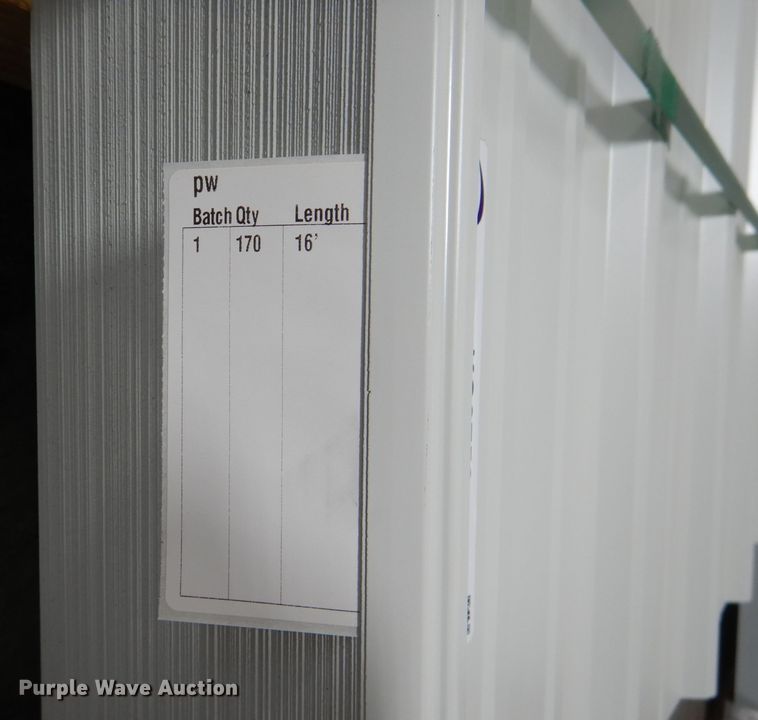 pw
Batch Qty Length
1 170 16'
Purple Wave Auction